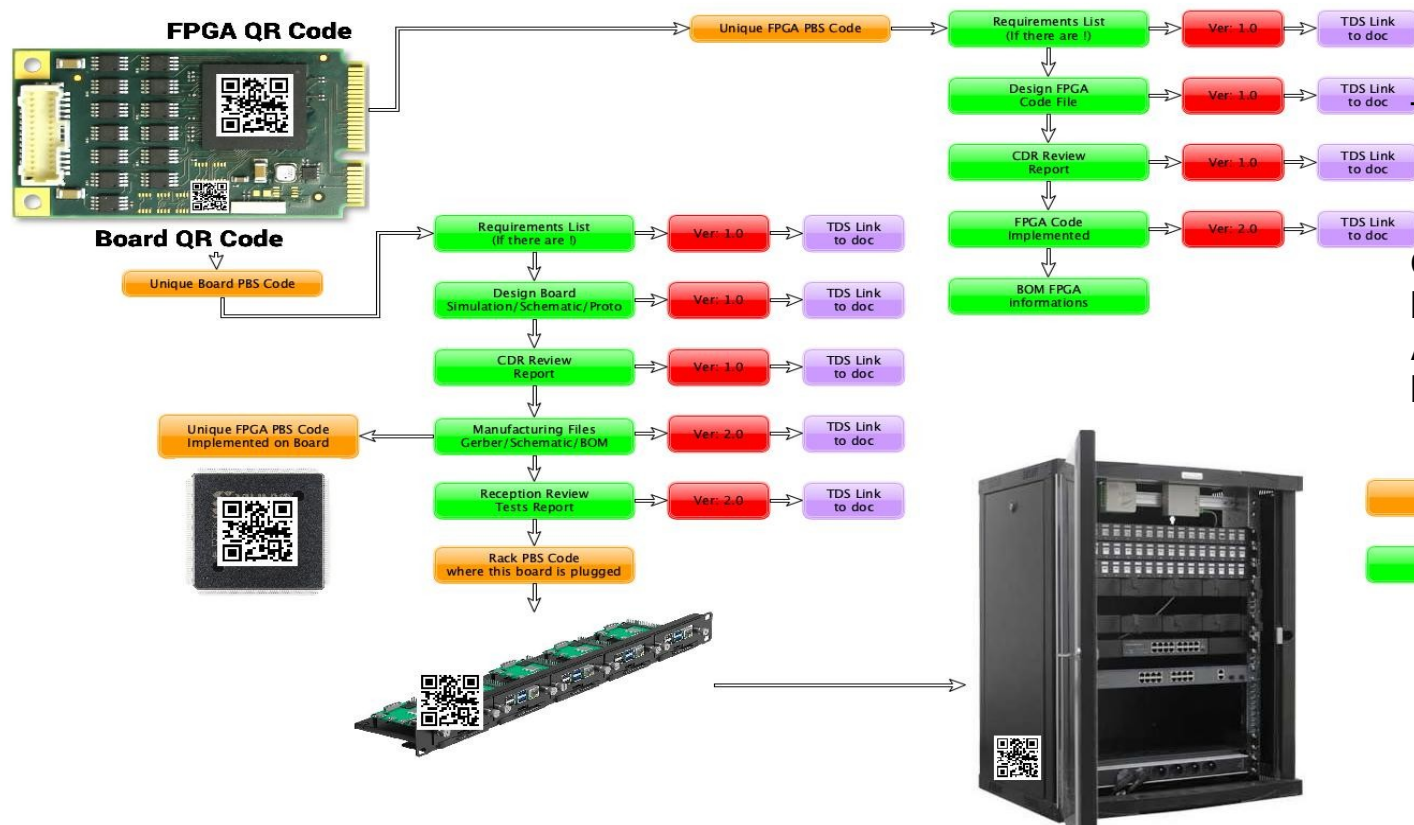 FPGA QR Code
Unique FPGA PBS Code
Requirements List
(If there are !)
Ver: 1.0
TDS Link
to doc
Design FPGA
Code File
Ver: 1.0
TDS Link
to doc
CDR Review
Report
Ver: 1.0
TDS Link
to doc
FPGA Code
Implemented
Ver: 2.0
TDS Link
to doc
BOM FPGA
informations
Board QR Code
Unique Board PBS Code
Requirements List
(If there are !)
Ver: 1.0
TDS Link
to doc
Design Board
Simulation/Schematic/Proto
Ver: 1.0
TDS Link
to doc
CDR Review
Report
Ver: 1.0
TDS Link
to doc
Unique FPGA PBS Code
Implemented on Board
Manufacturing Files
Gerber/Schematic/BOM
Ver: 2.0
TDS Link
to doc
Reception Review
Tests Report
Ver: 2.0
TDS Link
to doc
Rack PBS Code
where this board is plugged